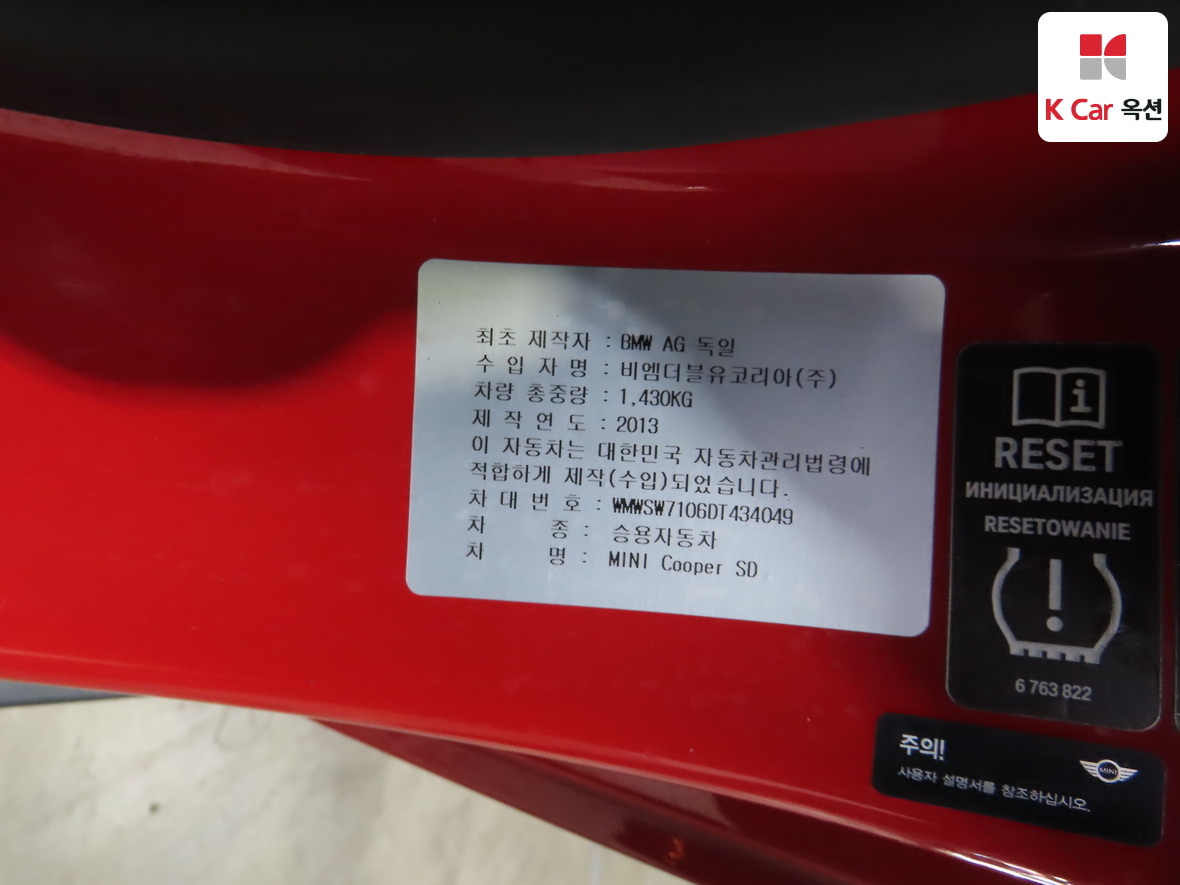 K Car 옥션
최초 제작자 : BMW AG 독일
수 입 자 명 : 비엠더블유코리아(주)
차량 총중량 : 1,430KG
제 작 연 도 : 2013
이 자동차는 대한민국 자동차관리법령에
적합하게 제작(수입)되었습니다.
차 대 번 호 : WMWSW7106DT434049
차 종 : 승용자동차
차 명 : MINI Cooper SD
RESET
ИНИЦИАЛИЗАЦИЯ
RESETOWANIE
6 763 822
주의!
MINI
사용자 설명서를 참조하십시오.